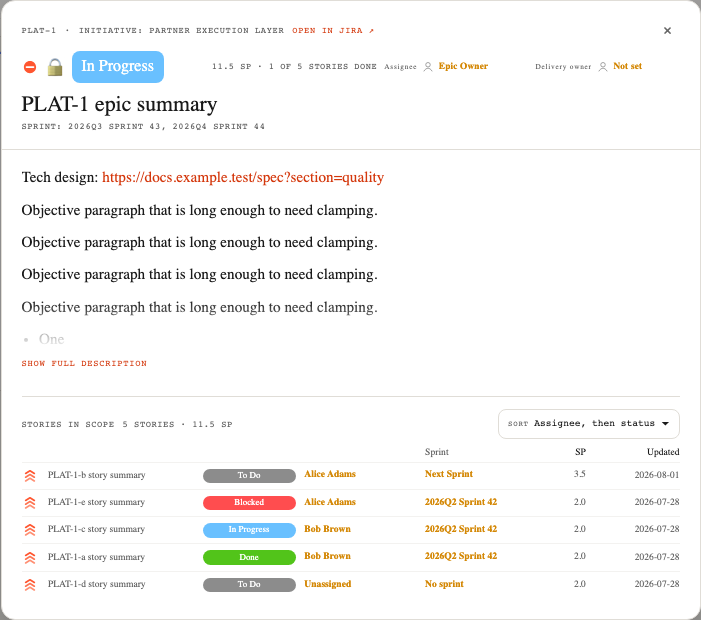 PLAT-1 · INITIATIVE: PARTNER EXECUTION LAYER OPEN IN JIRA ↗ ×
In Progress 11.5 SP · 1 OF 5 STORIES DONE Assignee Epic Owner Delivery owner Not set
PLAT-1 epic summary
SPRINT: 2026Q3 SPRINT 43, 2026Q4 SPRINT 44
Tech design: https://docs.example.test/spec?section=quality
Objective paragraph that is long enough to need clamping.
Objective paragraph that is long enough to need clamping.
Objective paragraph that is long enough to need clamping.
Objective paragraph that is long enough to need clamping.
• One
SHOW FULL DESCRIPTION
STORIES IN SCOPE 5 STORIES · 11.5 SP SORT Assignee, then status
Sprint SP Updated
PLAT-1-b story summary To Do Alice Adams Next Sprint 3.5 2026-08-01
PLAT-1-e story summary Blocked Alice Adams 2026Q2 Sprint 42 2.0 2026-07-28
PLAT-1-c story summary In Progress Bob Brown 2026Q2 Sprint 42 2.0 2026-07-28
PLAT-1-a story summary Done Bob Brown 2026Q2 Sprint 42 2.0 2026-07-28
PLAT-1-d story summary To Do Unassigned No sprint 2.0 2026-07-28